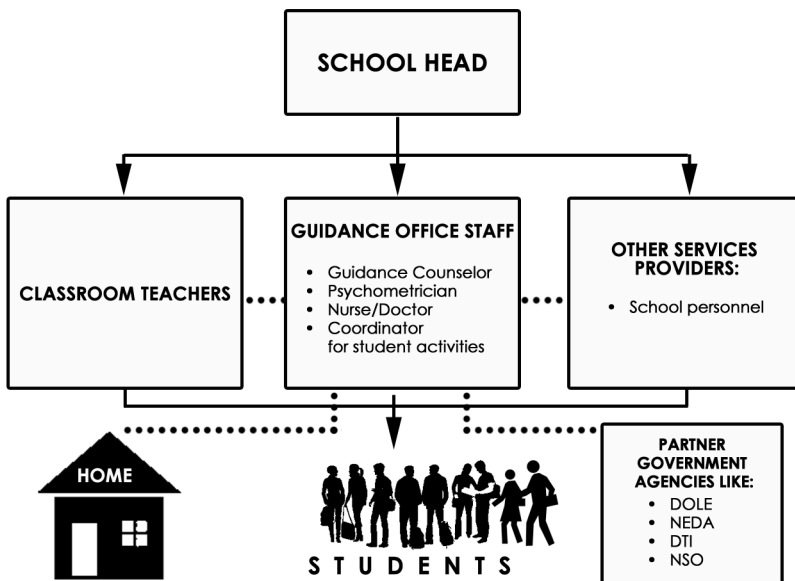 SCHOOL HEAD
CLASSROOM TEACHERS
GUIDANCE OFFICE STAFF
• Guidance Counselor
• Psychometrician
• Nurse/Doctor
• Coordinator
for student activities
OTHER SERVICES
PROVIDERS:
• School personnel
HOME
STUDENTS
PARTNER
GOVERNMENT
AGENCIES LIKE:
• DOLE
• NEDA
• DTI
• NSO